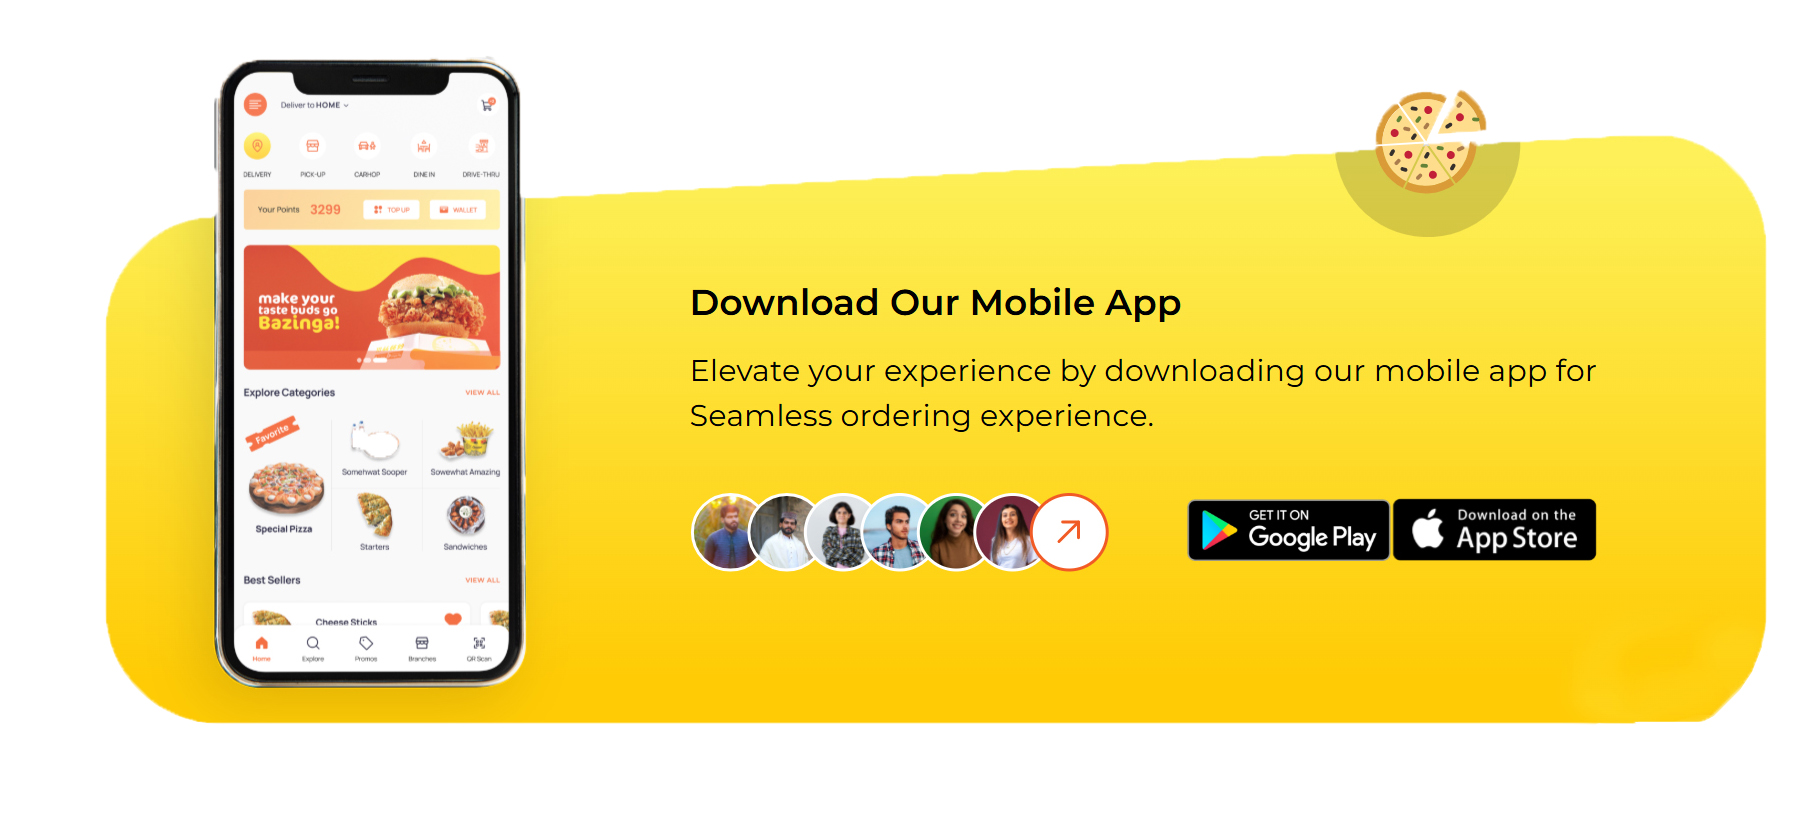 Deliver to HOME
DELIVERY PICK-UP CARHOP DINE IN DRIVE-THRU
Your Points 3299 TOP UP WALLET
make your
taste buds go
Bazinga!
Explore Categories VIEW ALL
Favorite
Somehwat Sooper Sowewhat Amazing
Special Pizza
Starters Sandwiches
Best Sellers VIEW ALL
Cheese Sticks
Home Explore Promos Branches QR Scan
Download Our Mobile App
Elevate your experience by downloading our mobile app for
Seamless ordering experience.
GET IT ON
Google Play
Download on the
App Store